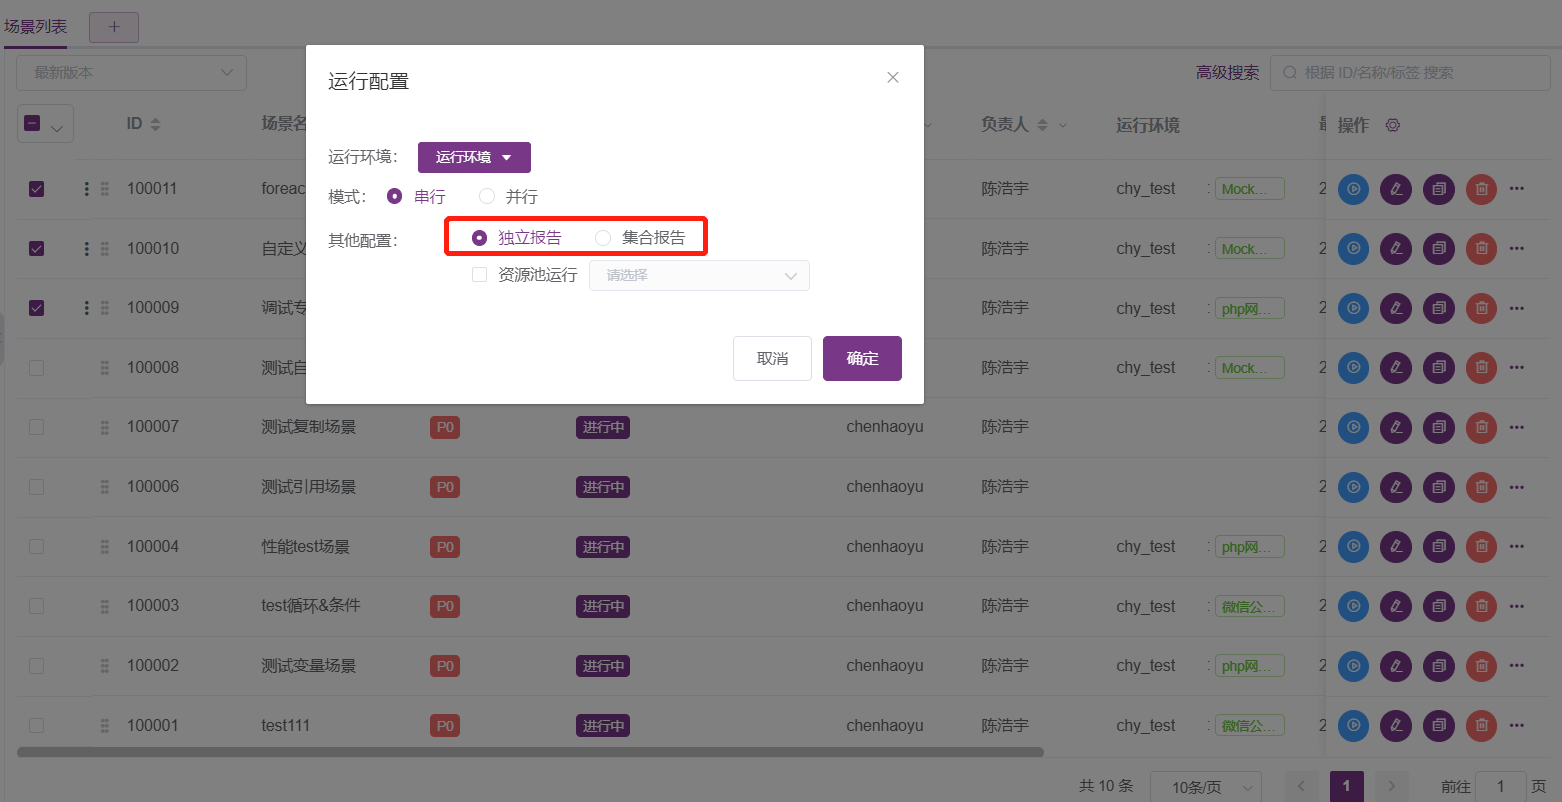 场景列表 +
最新版本 高级搜索 根据 ID/名称/标签 搜索
运行配置
ID 场景名 负责人 运行环境 操作
运行环境： 运行环境
模式： 串行 并行
其他配置： 独立报告 集合报告
资源池运行 请选择
取消 确定
100011 foreac 陈浩宇 chy_test : Mock... 2
100010 自定义 陈浩宇 chy_test : Mock... 2
100009 调试专 陈浩宇 chy_test : php网... 2
100008 测试自 陈浩宇 chy_test : Mock... 2
100007 测试复制场景 P0 进行中 chenhaoyu 陈浩宇 2
100006 测试引用场景 P0 进行中 chenhaoyu 陈浩宇 2
100004 性能test场景 P0 进行中 chenhaoyu 陈浩宇 chy_test : php网... 2
100003 test循环&条件 P0 进行中 chenhaoyu 陈浩宇 chy_test : 微信公... 2
100002 测试变量场景 P0 进行中 chenhaoyu 陈浩宇 chy_test : php网... 2
100001 test111 P0 进行中 chenhaoyu 陈浩宇 chy_test : 微信公... 2
共 10 条 10条/页 1 前往 1 页